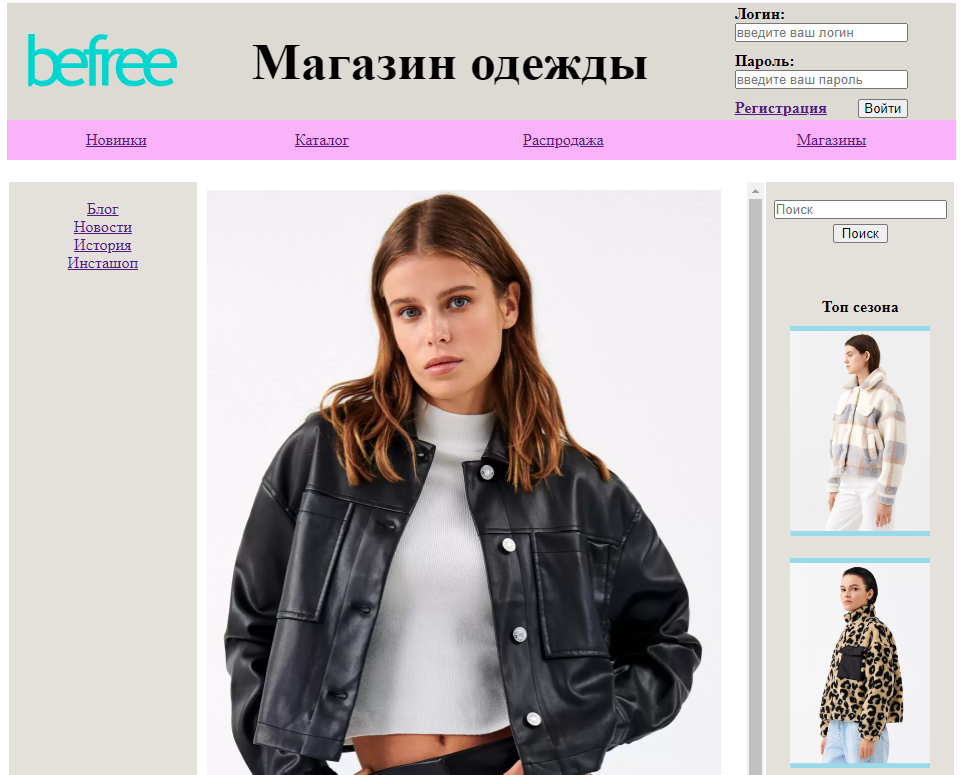 befree
Магазин одежды
Логин:
введите ваш логин
Пароль:
введите ваш пароль
Регистрация
Войти
Новинки
Каталог
Распродажа
Магазины
Блог
Новости
История
Инсташоп
Поиск
Поиск
Топ сезона